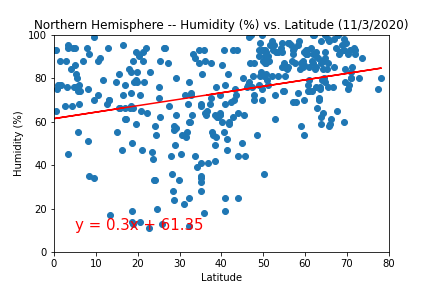 Northern Hemisphere -- Humidity (%) vs. Latitude (11/3/2020)
100
80
60
40
20
0
Humidity (%)
y = 0.3x + 61.35
0 10 20 30 40 50 60 70 80
Latitude